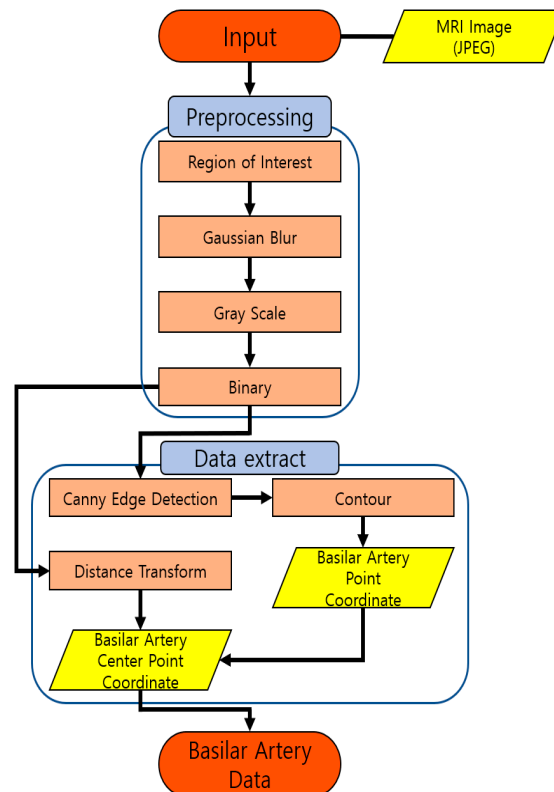 Input
MRI Image
(JPEG)
Preprocessing
Region of Interest
Gaussian Blur
Gray Scale
Binary
Data extract
Canny Edge Detection
Contour
Distance Transform
Basilar Artery
Point
Coordinate
Basilar Artery
Center Point
Coordinate
Basilar Artery
Data